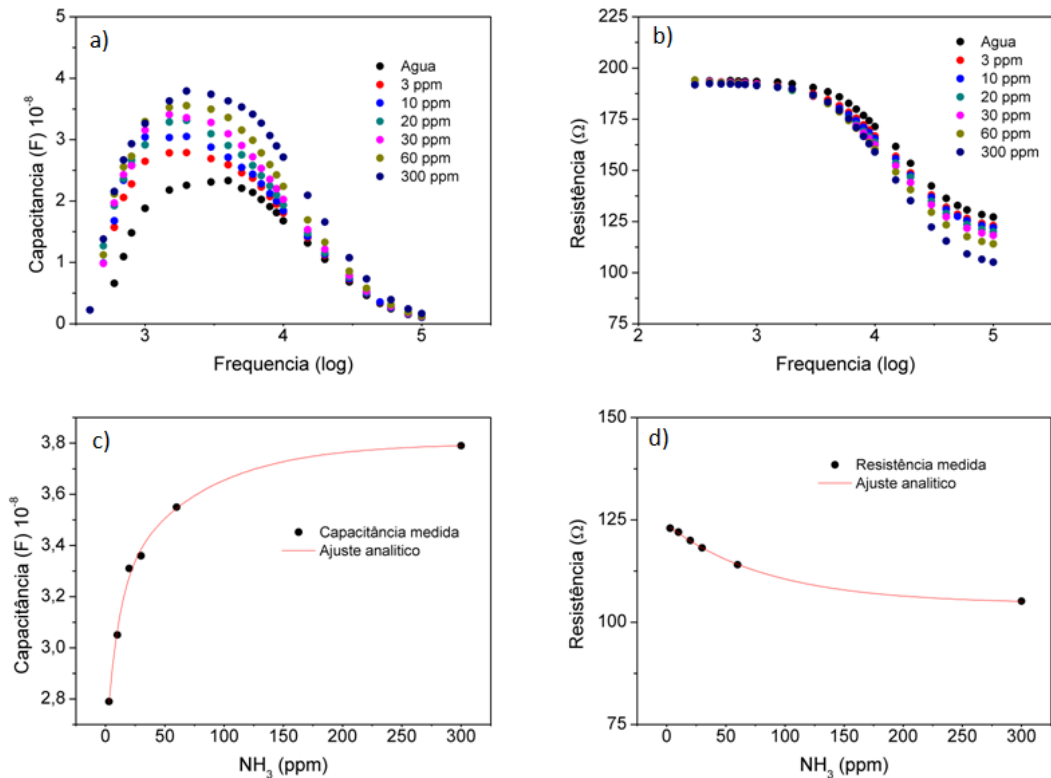 a)
5
4
3
2
1
0
Capacitancia (F) 10⁻⁸
Agua
3 ppm
10 ppm
20 ppm
30 ppm
60 ppm
300 ppm
3 4 5
Frequencia (log)
b)
225
200
175
150
125
100
75
Resistência (Ω)
Agua
3 ppm
10 ppm
20 ppm
30 ppm
60 ppm
300 ppm
2 3 4 5
Frequencia (log)
c)
3,8
3,6
3,4
3,2
3,0
2,8
Capacitância (F) 10⁻⁸
Capacitância medida
Ajuste analitico
0 50 100 150 200 250 300
NH₃ (ppm)
d)
150
125
100
75
Resistência (Ω)
Resistência medida
Ajuste analitico
0 50 100 150 200 250 300
NH₃ (ppm)